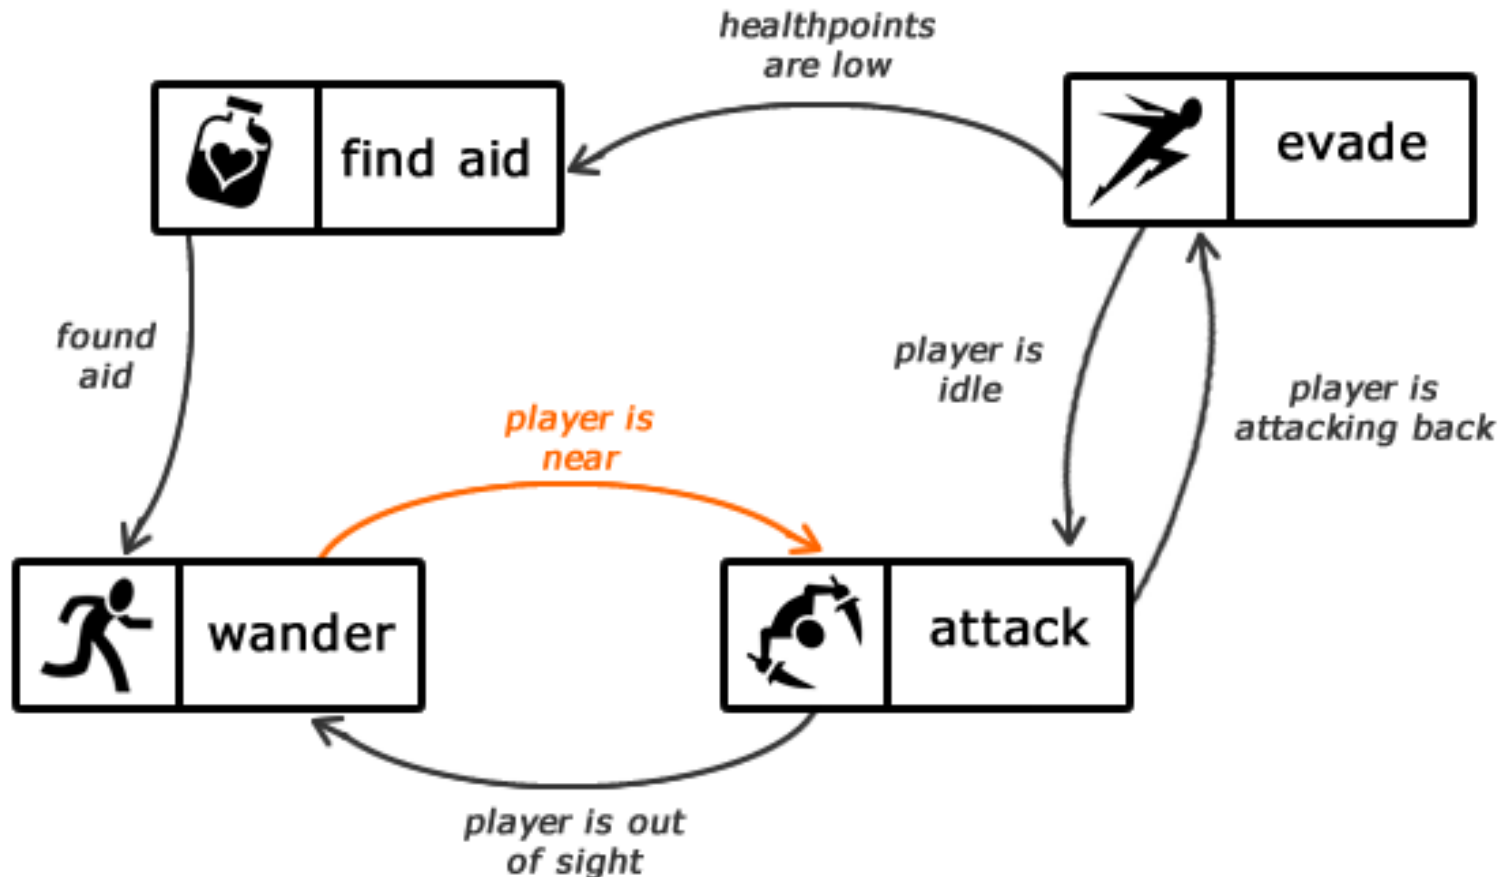 healthpoints
are low
find aid
evade
found
aid
player is
idle
player is
attacking back
player is
near
wander
attack
player is out
of sight